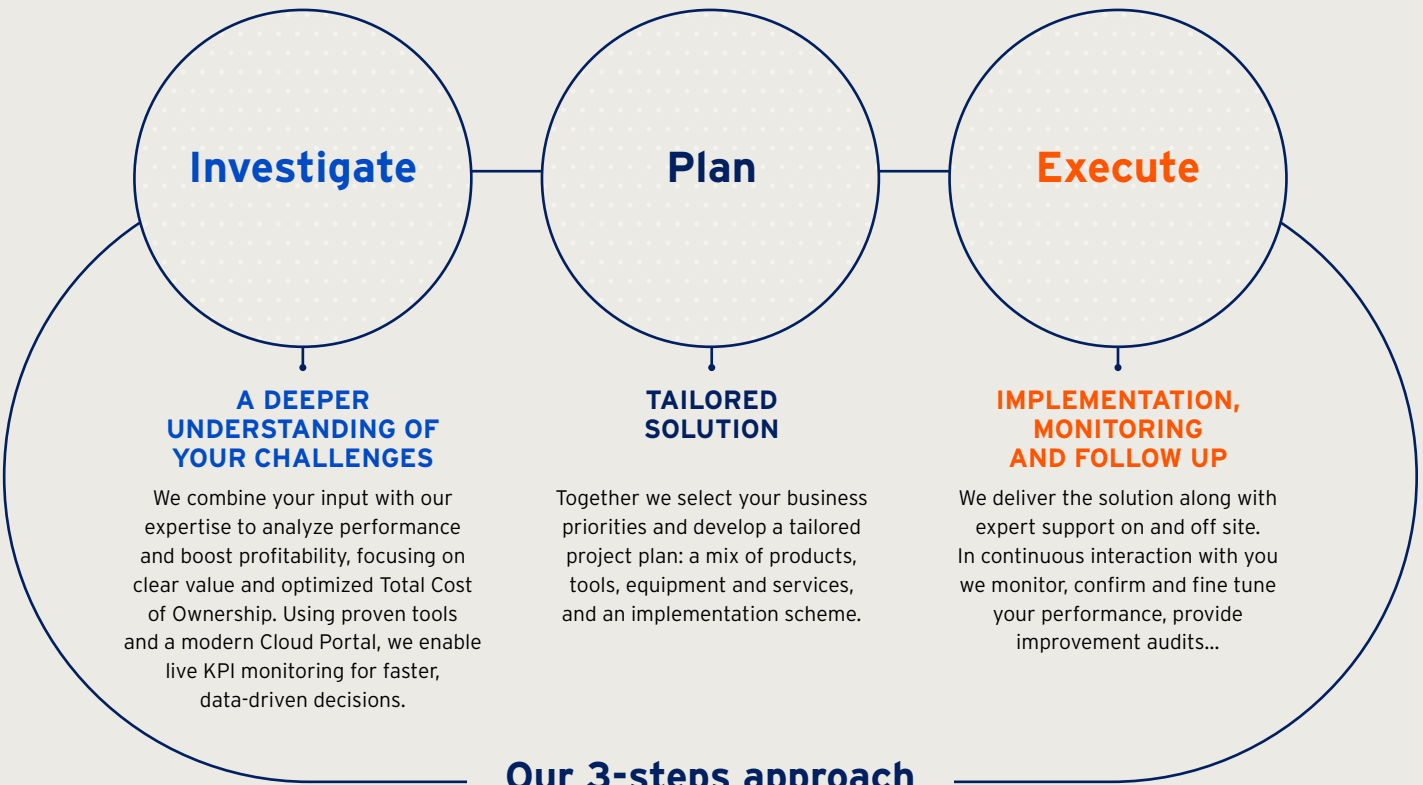 Investigate
A DEEPER
UNDERSTANDING OF
YOUR CHALLENGES
We combine your input with our
expertise to analyze performance
and boost profitability, focusing on
clear value and optimized Total Cost
of Ownership. Using proven tools
and a modern Cloud Portal, we enable
live KPI monitoring for faster,
data-driven decisions.
Plan
TAILORED
SOLUTION
Together we select your business
priorities and develop a tailored
project plan: a mix of products,
tools, equipment and services,
and an implementation scheme.
Execute
IMPLEMENTATION,
MONITORING
AND FOLLOW UP
We deliver the solution along with
expert support on and off site.
In continuous interaction with you
we monitor, confirm and fine tune
your performance, provide
improvement audits...
Our 3-steps approach